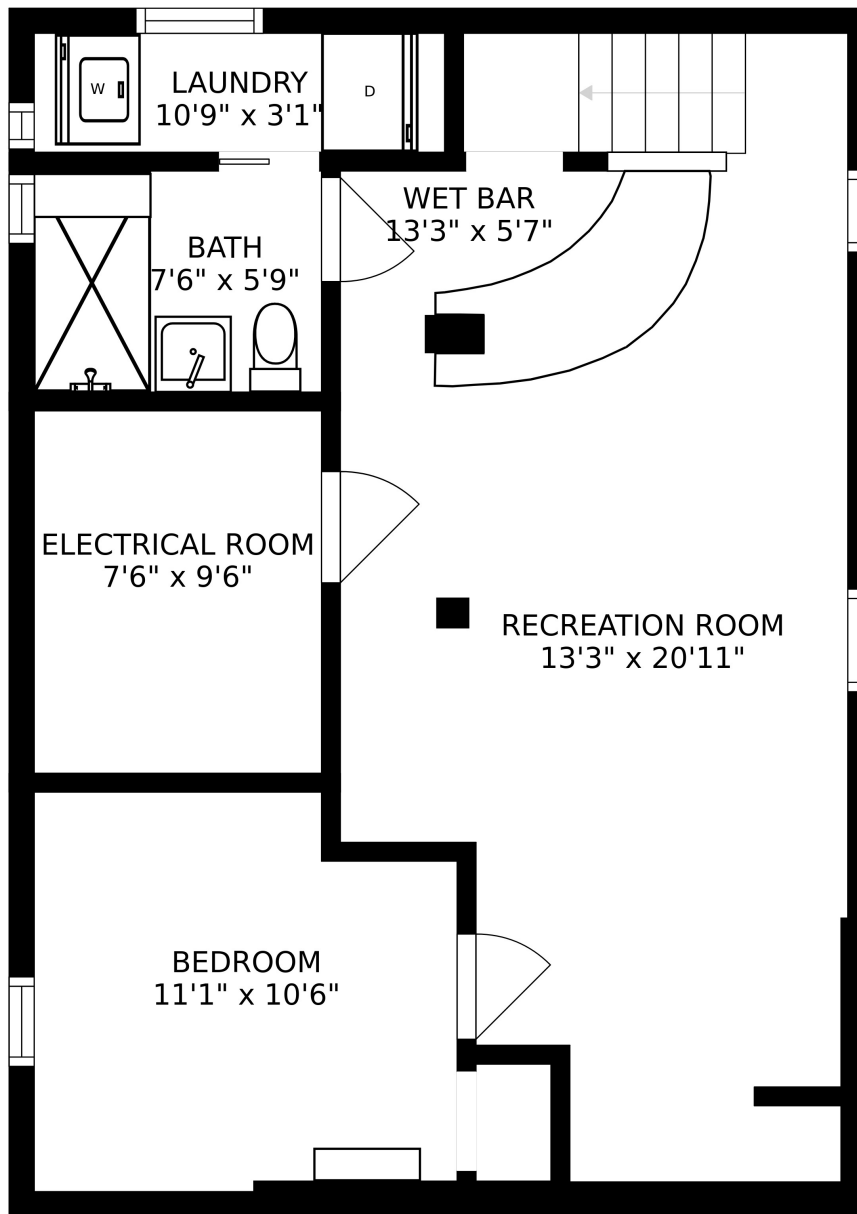 W
LAUNDRY
10'9" x 3'1"
D
WET BAR
13'3" x 5'7"
BATH
7'6" x 5'9"
ELECTRICAL ROOM
7'6" x 9'6"
RECREATION ROOM
13'3" x 20'11"
BEDROOM
11'1" x 10'6"